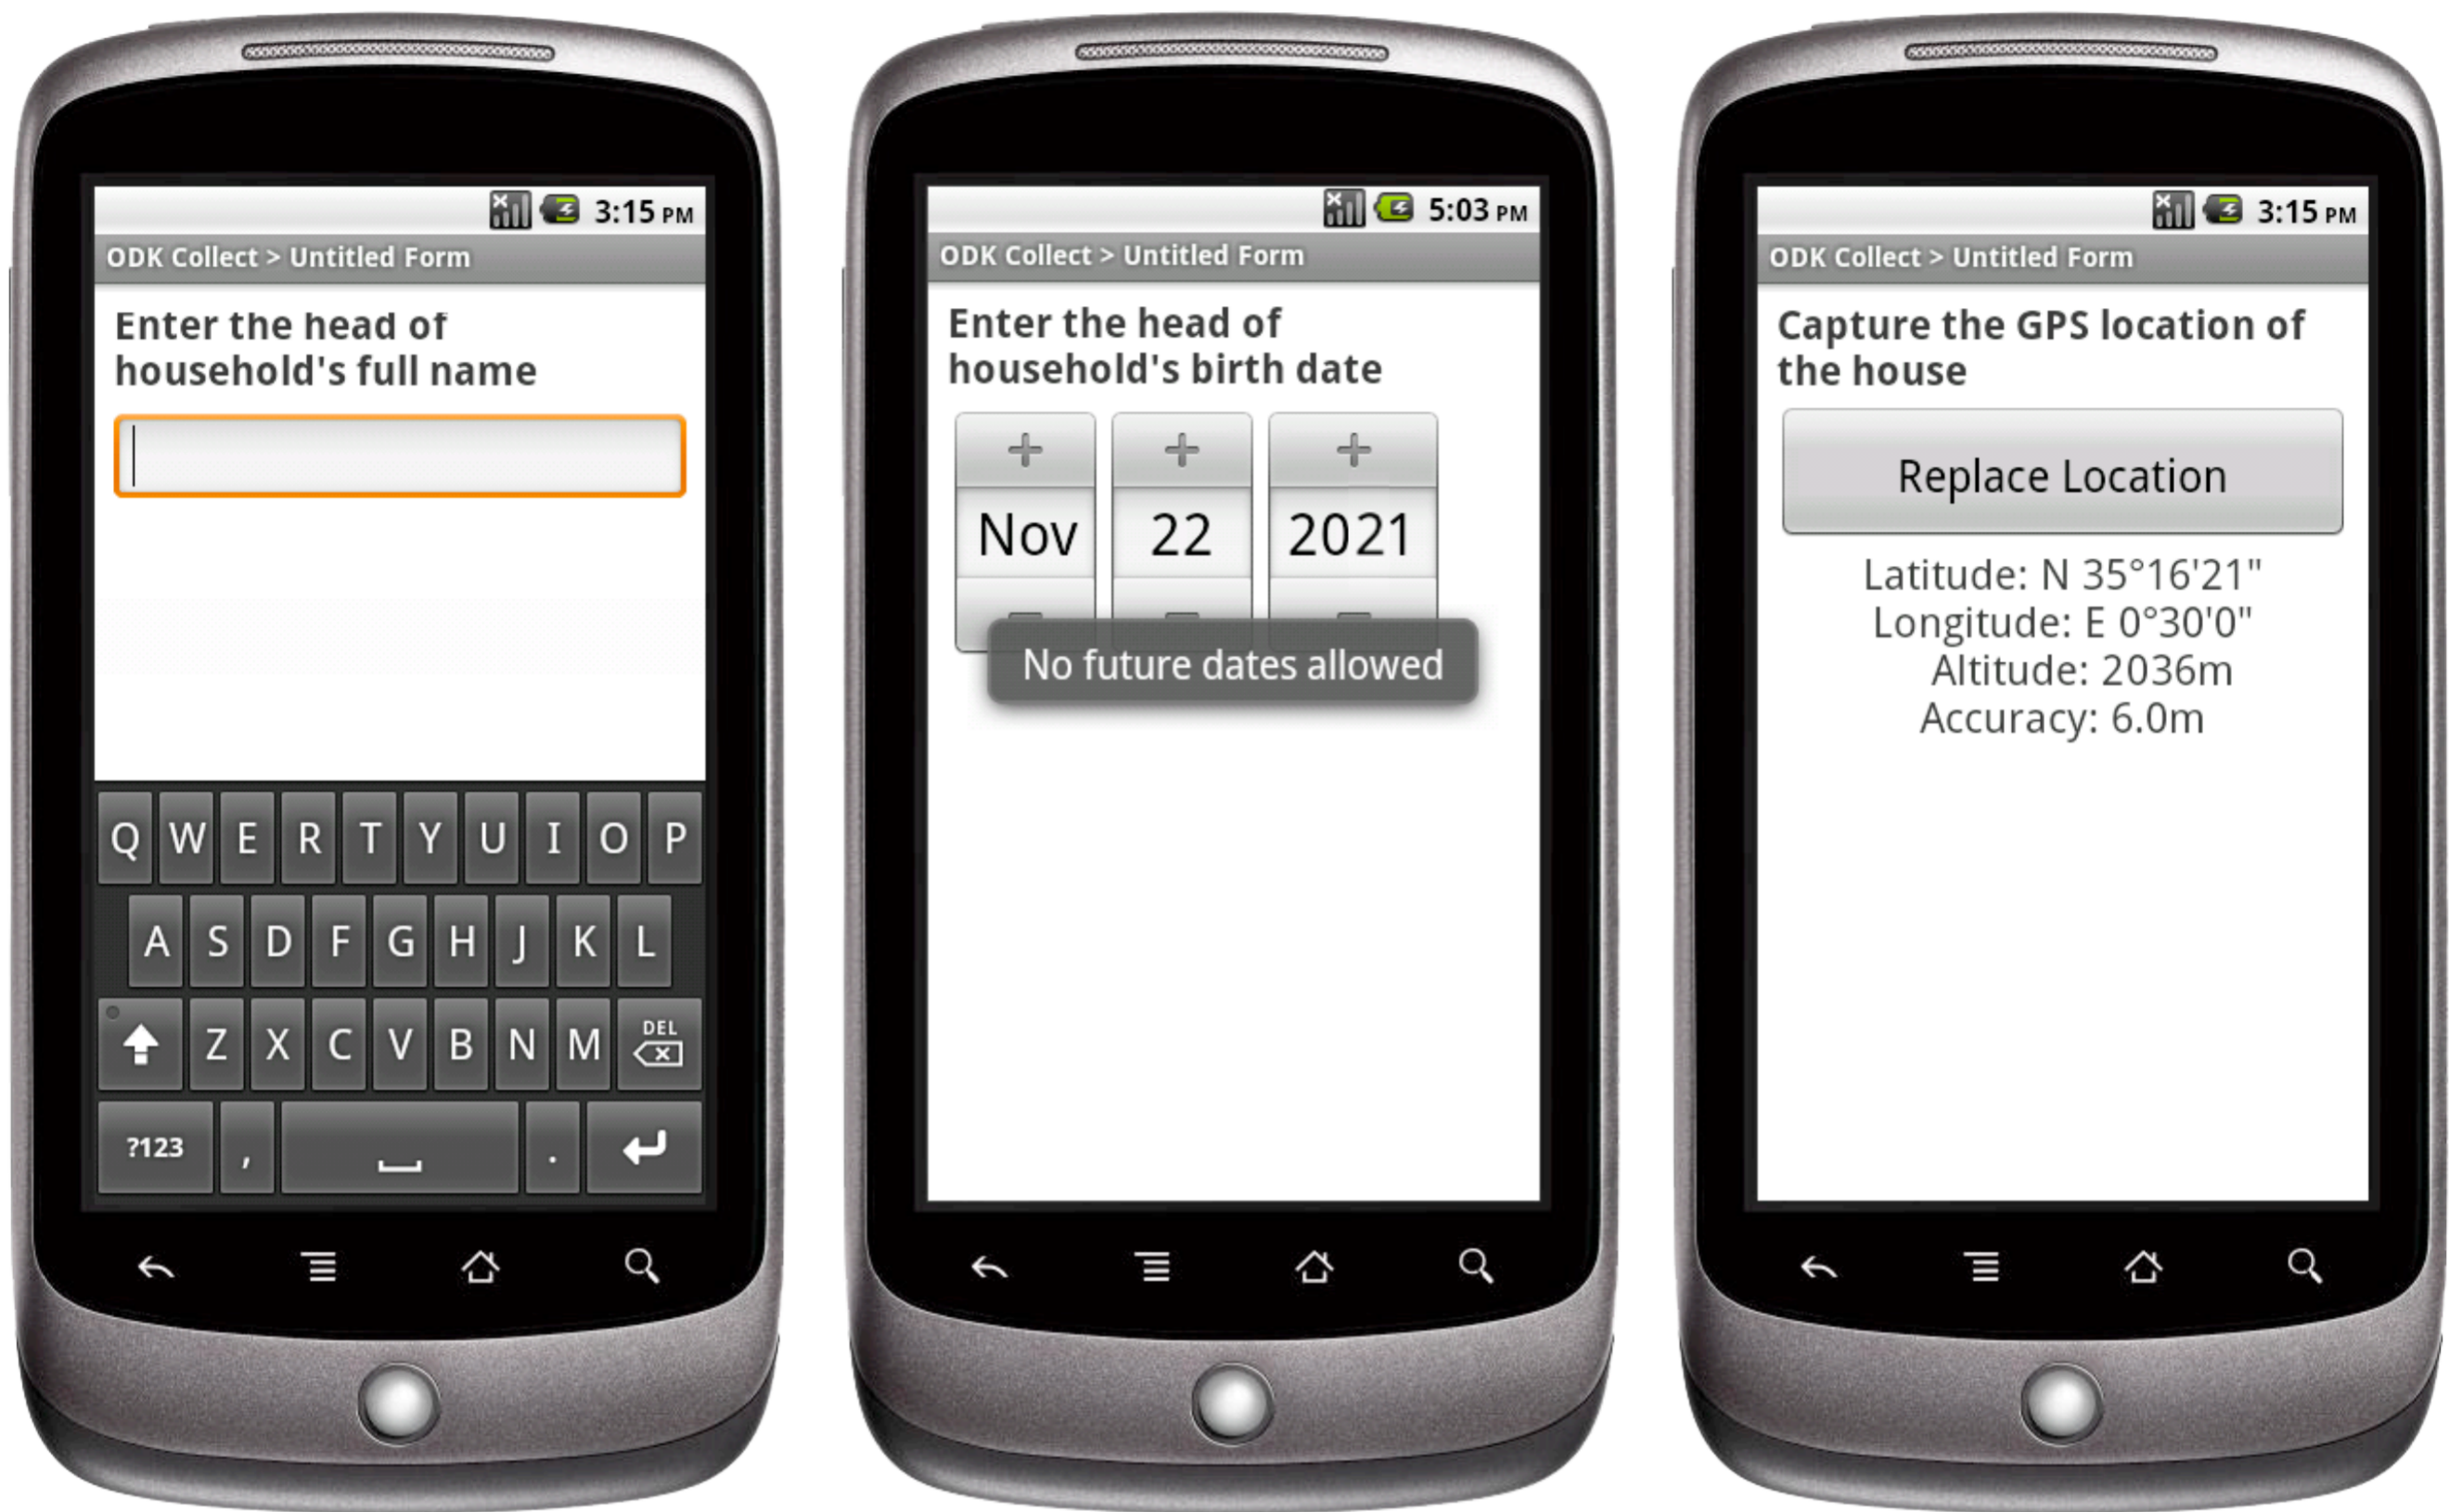 3:15 PM
ODK Collect > Untitled Form
Enter the head of
household's full name
Q W E R T Y U I O P
A S D F G H J K L
Z X C V B N M DEL
?123 , .
5:03 PM
ODK Collect > Untitled Form
Enter the head of
household's birth date
+ + +
Nov 22 2021
No future dates allowed
3:15 PM
ODK Collect > Untitled Form
Capture the GPS location of
the house
Replace Location
Latitude: N 35°16'21"
Longitude: E 0°30'0"
Altitude: 2036m
Accuracy: 6.0m